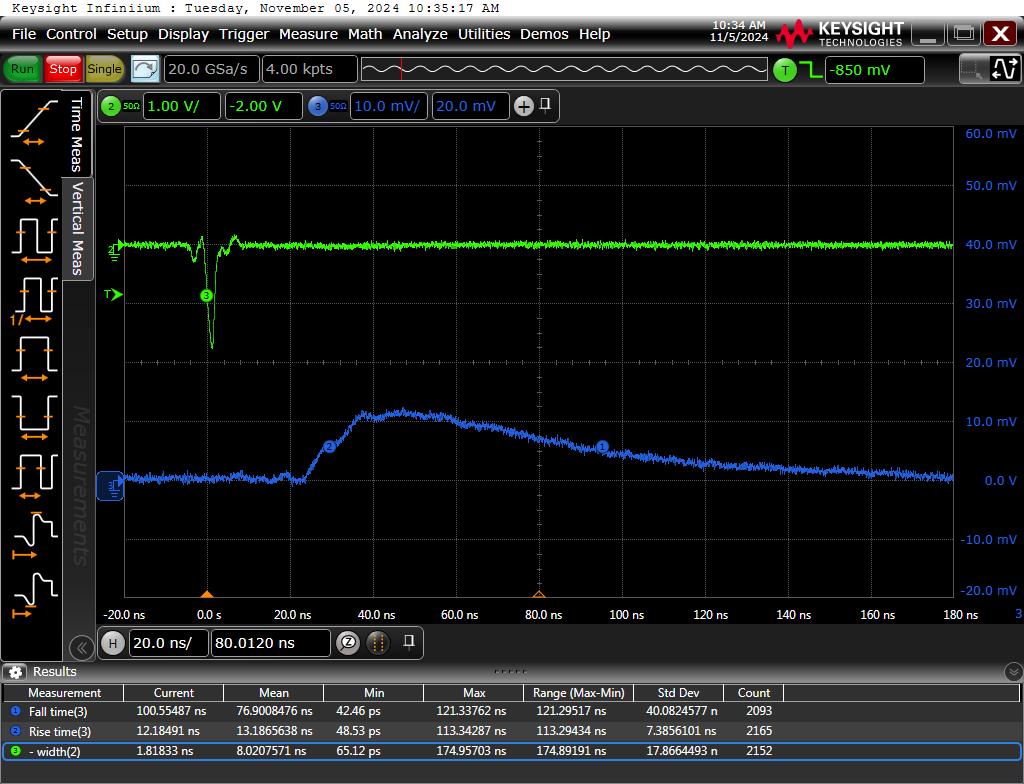 Keysight Infiniium : Tuesday, November 05, 2024 10:35:17 AM
File Control Setup Display Trigger Measure Math Analyze Utilities Demos Help
10:34 AM
11/5/2024
KEYSIGHT
TECHNOLOGIES
Run Stop Single 20.0 GSa/s 4.00 kpts T -850 mV
2 50Ω 1.00 V/ -2.00 V 3 50Ω 10.0 mV/ 20.0 mV
Time Meas
Vertical Meas
Measurements
1/
60.0 mV
50.0 mV
2 40.0 mV
T 3 30.0 mV
20.0 mV
10.0 mV
2 1
3 0.0 V
-10.0 mV
-20.0 mV
-20.0 ns 0.0 s 20.0 ns 40.0 ns 60.0 ns 80.0 ns 100 ns 120 ns 140 ns 160 ns 180 ns 3
H 20.0 ns/ 80.0120 ns Z
Results
Measurement Current Mean Min Max Range (Max-Min) Std Dev Count
1 Fall time(3) 100.55487 ns 76.9008476 ns 42.46 ps 121.33762 ns 121.29517 ns 40.0824577 n 2093
2 Rise time(3) 12.18491 ns 13.1865638 ns 48.53 ps 113.34287 ns 113.29434 ns 7.3856101 n 2165
3 - width(2) 1.81833 ns 8.0207571 ns 65.12 ps 174.95703 ns 174.89191 ns 17.8664493 n 2152